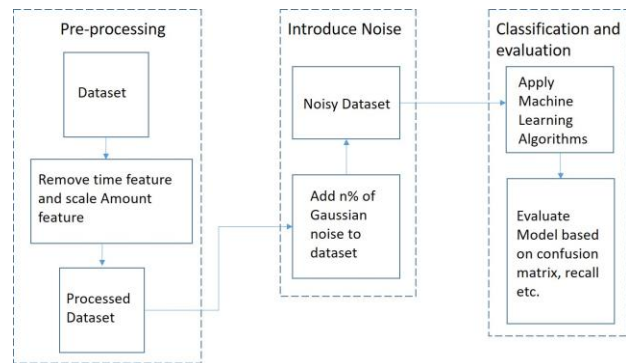 Pre-processing
Dataset
Remove time feature
and scale Amount
feature
Processed
Dataset
Introduce Noise
Noisy Dataset
Add n% of
Gaussian
noise to
dataset
Classification and
evaluation
Apply
Machine
Learning
Algorithms
Evaluate
Model based
on confusion
matrix, recall
etc.